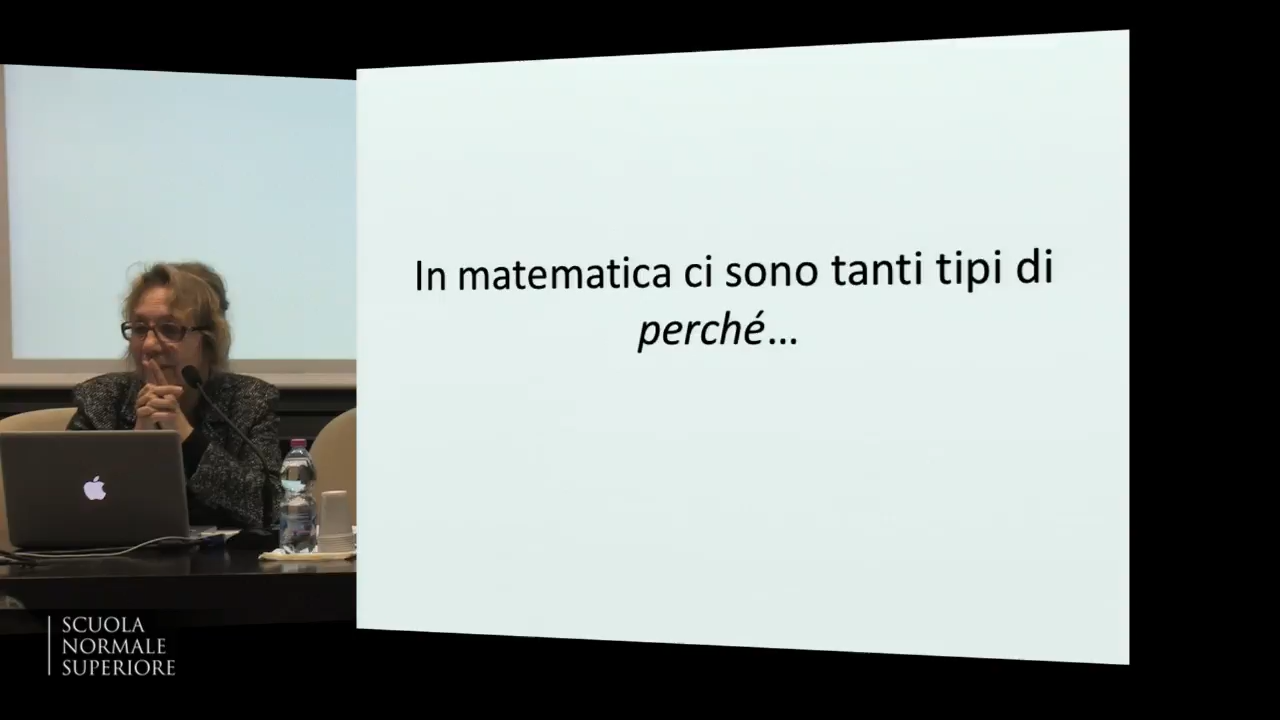 In matematica ci sono tanti tipi di
perché...
SCUOLA
NORMALE
SUPERIORE